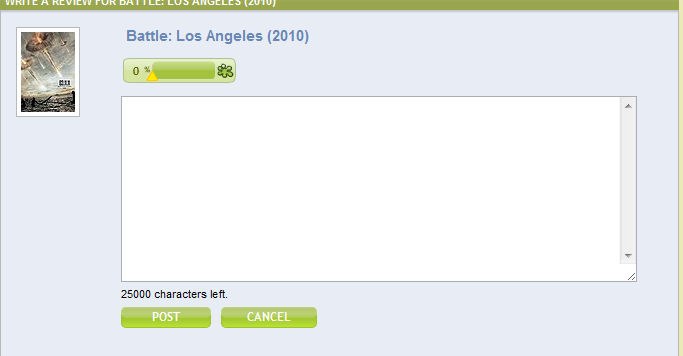 WRITE A REVIEW FOR BATTLE: LOS ANGELES (2010)
Battle: Los Angeles (2010)
0 %
25000 characters left.
POST CANCEL